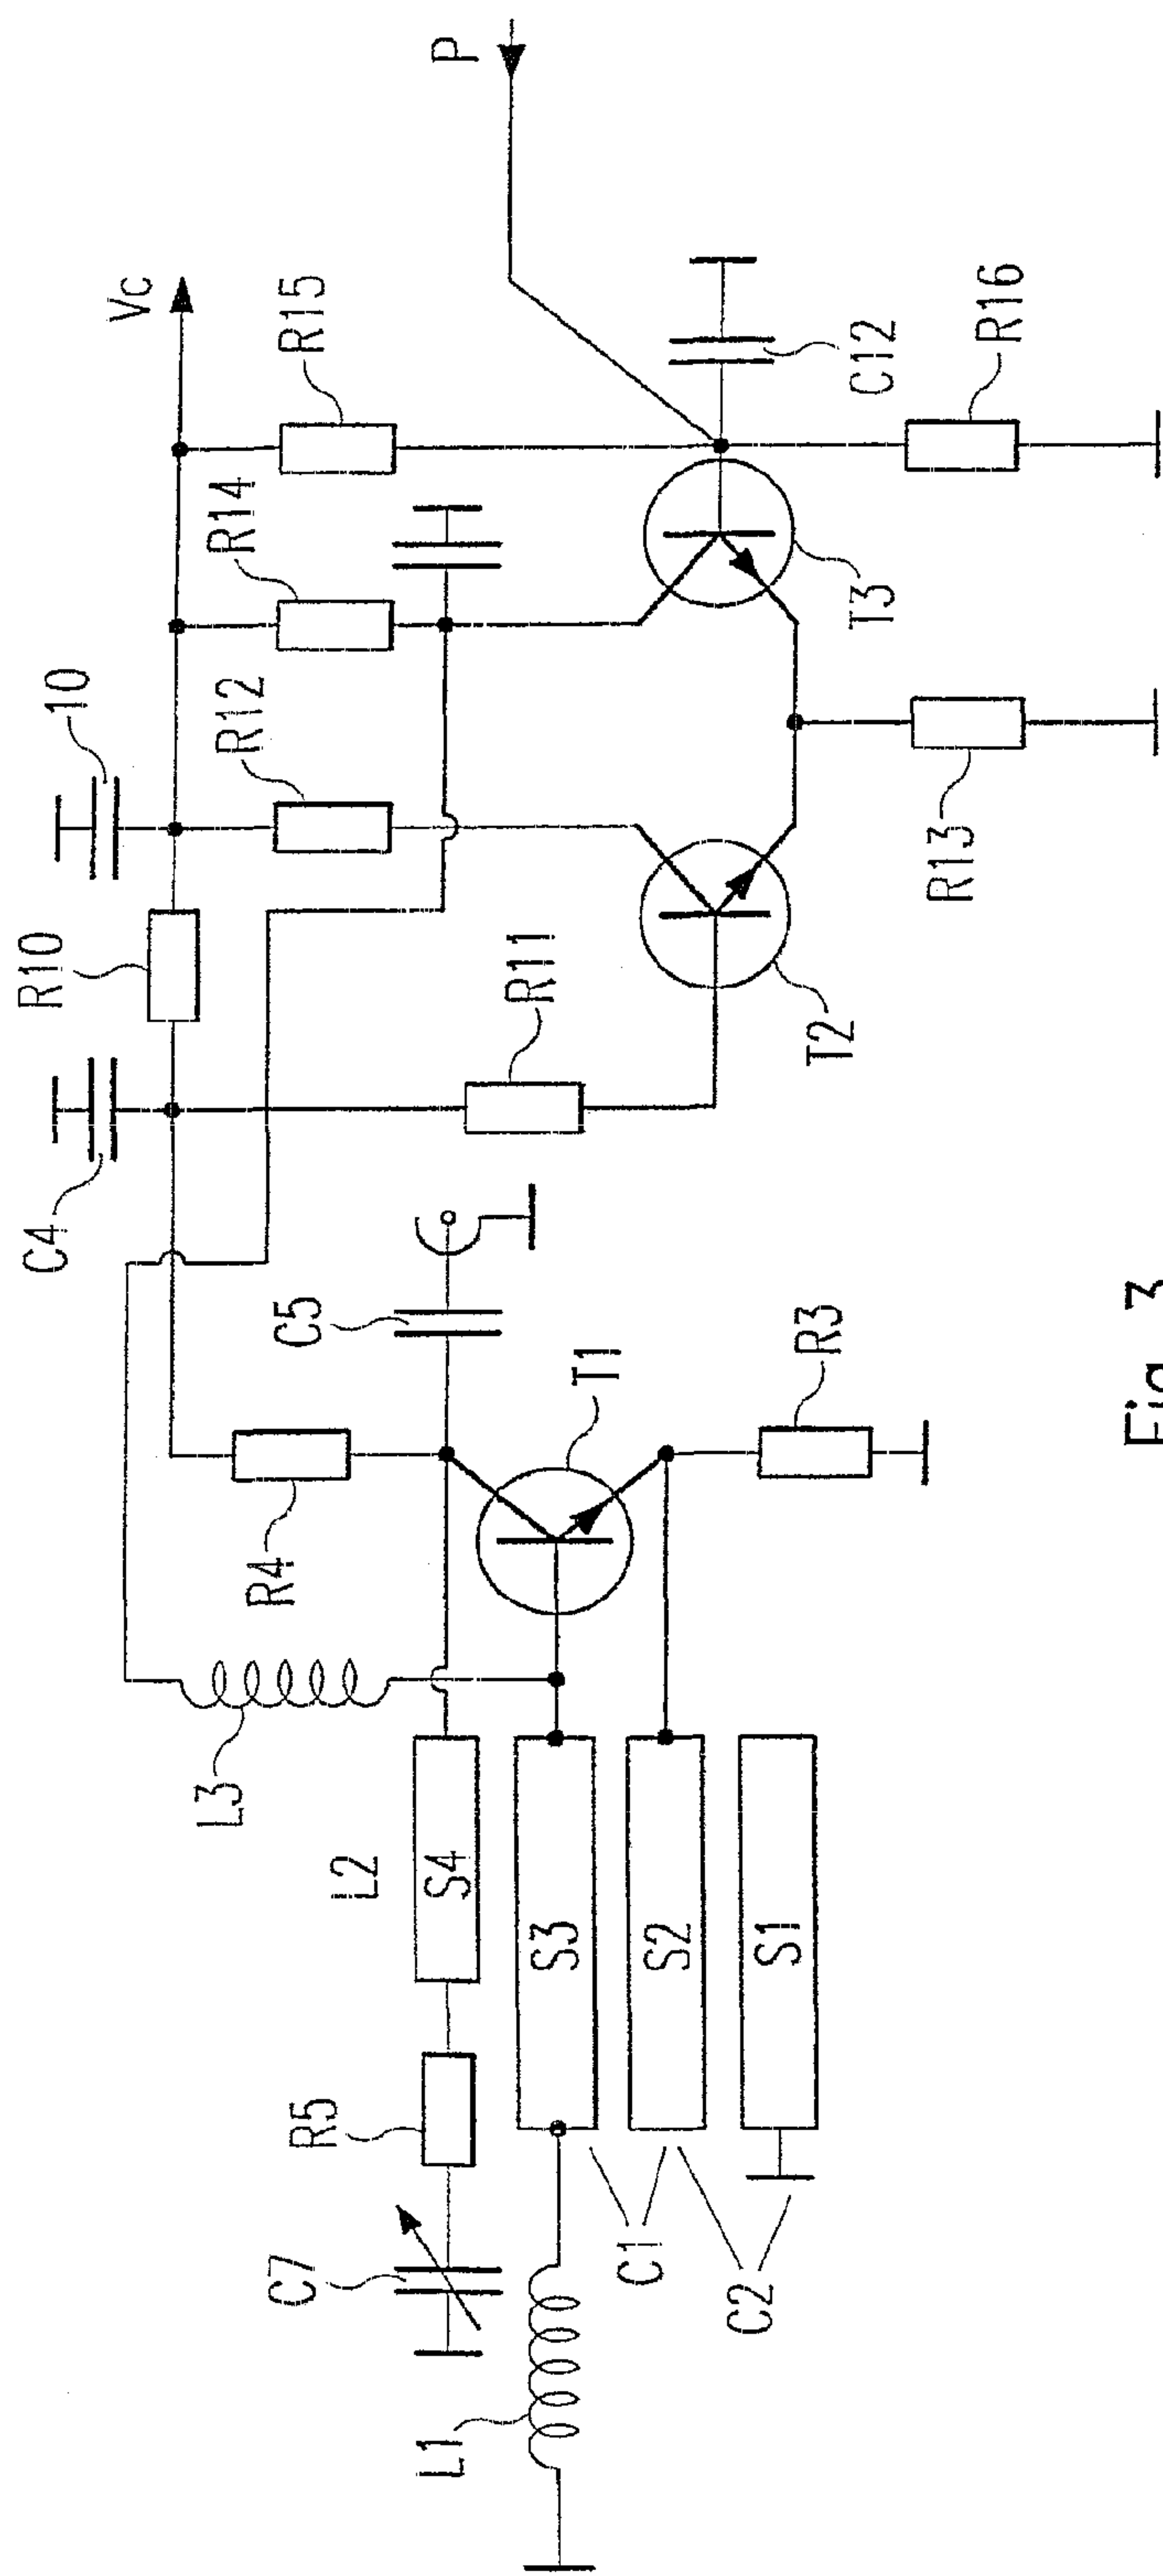 P
Vc
R15
R14
10
R12
R10
C4
C12
R16
T3
R13
R11
T2
C5
T1
R3
R4
L3
L2
S4
S3
S2
S1
R5
C7
C1
C2
L1
Fig. 3